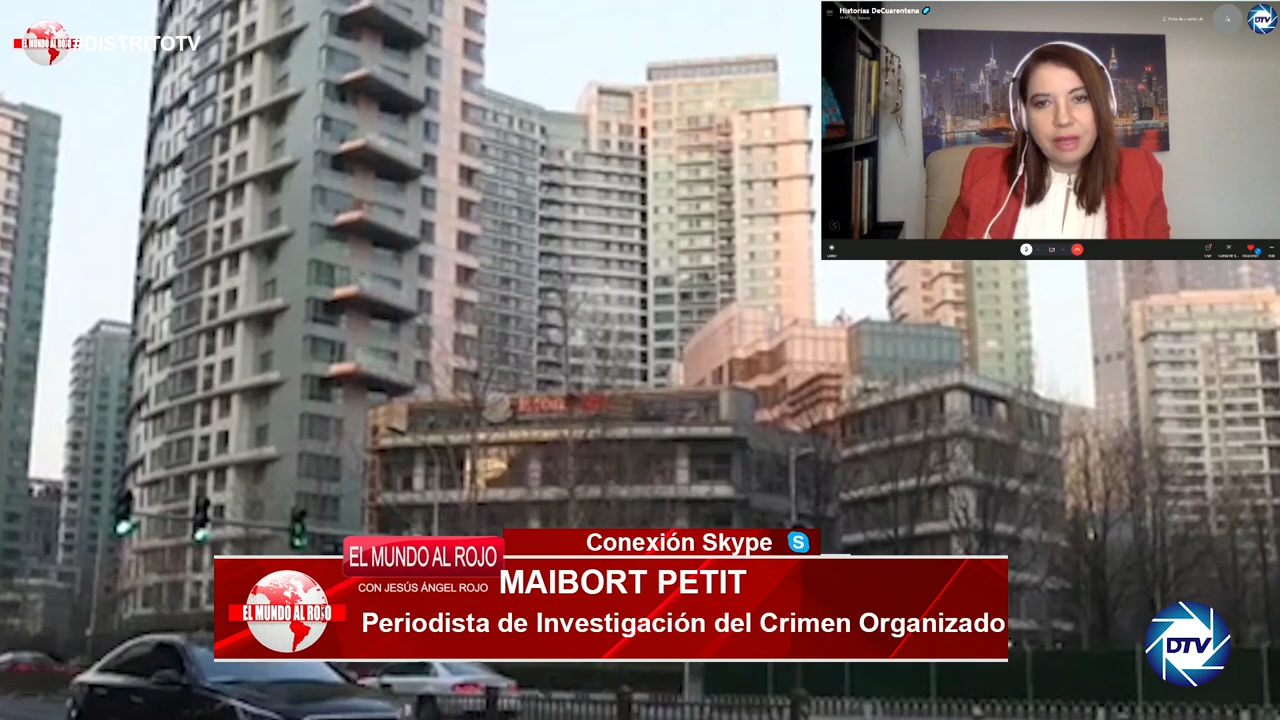 EL MUNDO AL ROJO
#DISTRITOTV
Historias DeCuarentena
DTV
Conexión Skype
EL MUNDO AL ROJO
CON JESÚS ÁNGEL ROJO
MAIBORT PETIT
EL MUNDO AL ROJO
Periodista de Investigación del Crimen Organizado
DTV